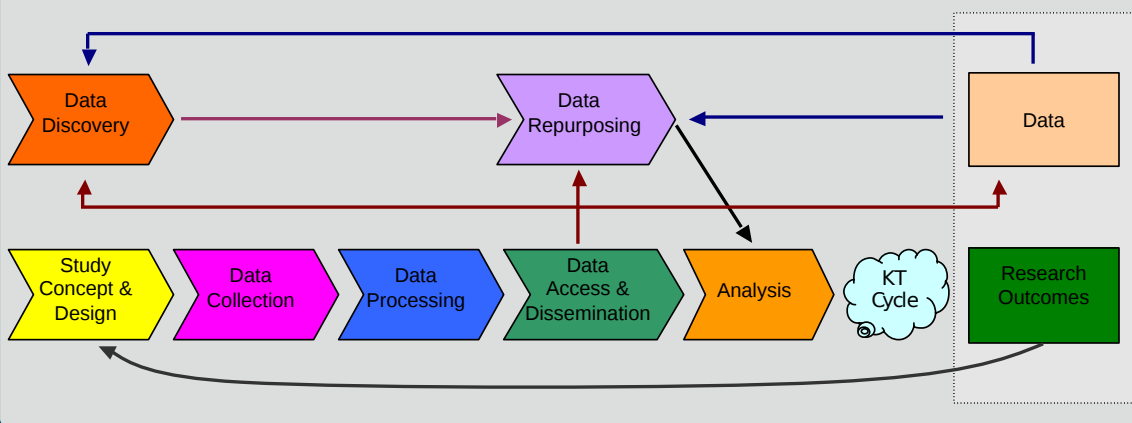 Data
Discovery
Data
Repurposing
Data
Study
Concept &
Design
Data
Collection
Data
Processing
Data
Access &
Dissemination
Analysis
KT
Cycle
Research
Outcomes